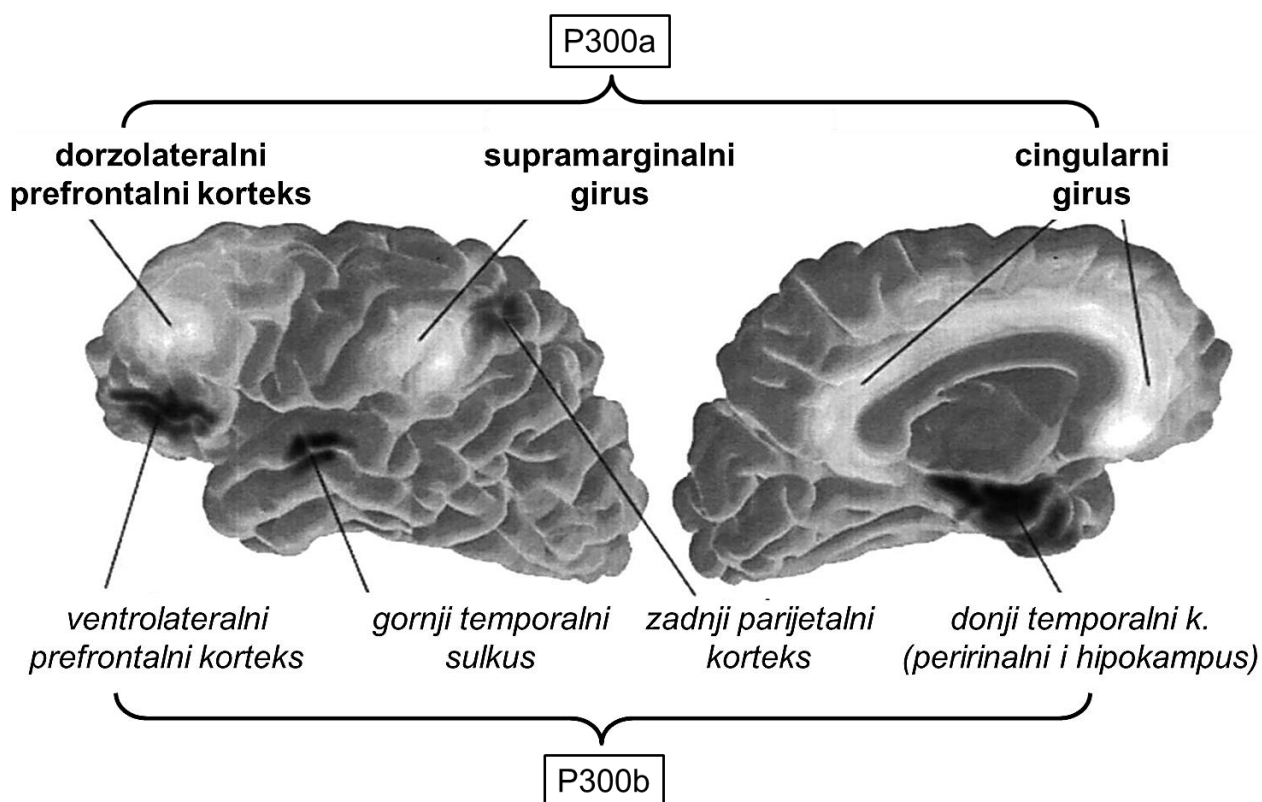 P300a
dorzolateralni
prefrontalni korteks
supramarginalni
girus
cingularni
girus
ventrolateralni
prefrontalni korteks
gornji temporalni
sulkus
zadnji parijetalni
korteks
donji temporalni k.
(peririnalni i hipokampus)
P300b